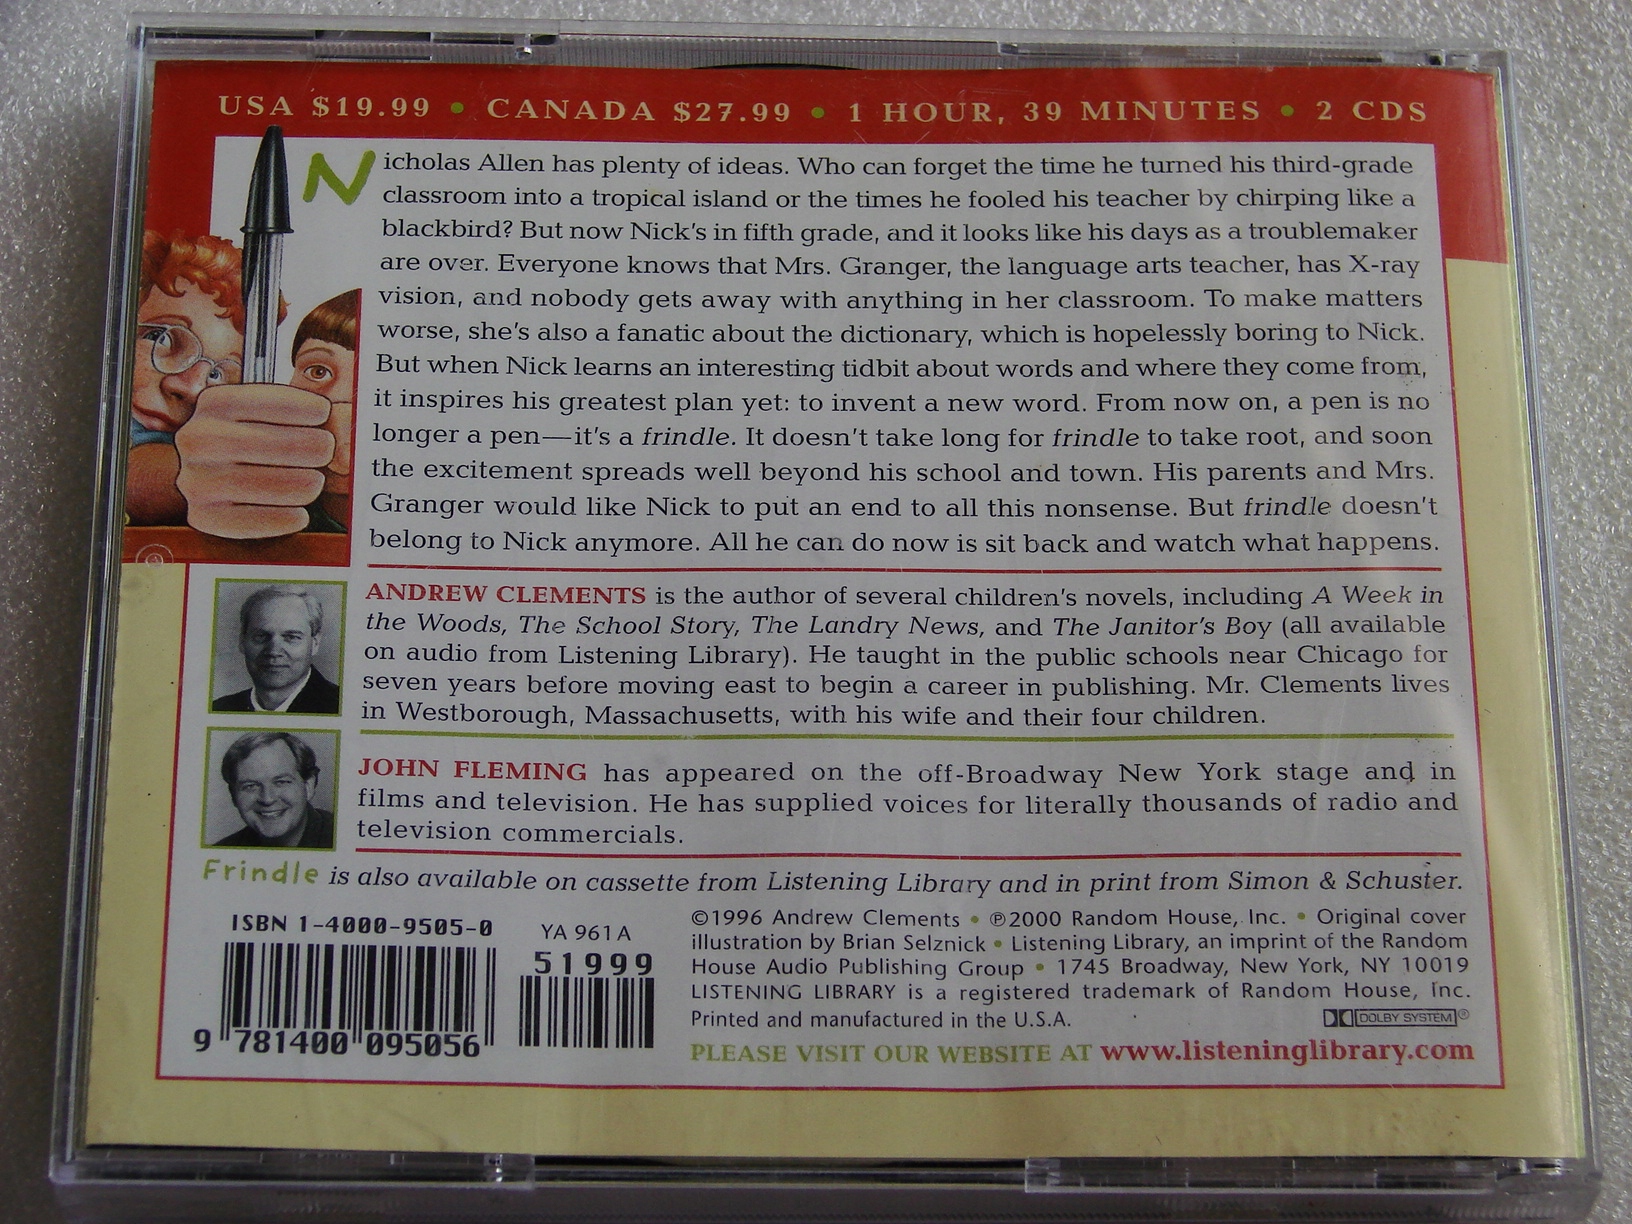 USA $19.99 • CANADA $27.99 • 1 HOUR, 39 MINUTES • 2 CDS
Nicholas Allen has plenty of ideas. Who can forget the time he turned his third-grade
classroom into a tropical island or the times he fooled his teacher by chirping like a
blackbird? But now Nick's in fifth grade, and it looks like his days as a troublemaker
are over. Everyone knows that Mrs. Granger, the language arts teacher, has X-ray
vision, and nobody gets away with anything in her classroom. To make matters
worse, she's also a fanatic about the dictionary, which is hopelessly boring to Nick.
But when Nick learns an interesting tidbit about words and where they come from,
it inspires his greatest plan yet: to invent a new word. From now on, a pen is no
longer a pen—it's a frindle. It doesn't take long for frindle to take root, and soon
the excitement spreads well beyond his school and town. His parents and Mrs.
Granger would like Nick to put an end to all this nonsense. But frindle doesn't
belong to Nick anymore. All he can do now is sit back and watch what happens.
ANDREW CLEMENTS is the author of several children's novels, including A Week in
the Woods, The School Story, The Landry News, and The Janitor's Boy (all available
on audio from Listening Library). He taught in the public schools near Chicago for
seven years before moving east to begin a career in publishing. Mr. Clements lives
in Westborough, Massachusetts, with his wife and their four children.
JOHN FLEMING has appeared on the off-Broadway New York stage and in
films and television. He has supplied voices for literally thousands of radio and
television commercials.
Frindle is also available on cassette from Listening Library and in print from Simon & Schuster.
ISBN 1-4000-9505-0
YA 961A
51999
9 781400 095056
©1996 Andrew Clements • ℗2000 Random House, Inc. • Original cover
illustration by Brian Selznick • Listening Library, an imprint of the Random
House Audio Publishing Group • 1745 Broadway, New York, NY 10019
LISTENING LIBRARY is a registered trademark of Random House, Inc.
Printed and manufactured in the U.S.A.
DOLBY SYSTEM®
PLEASE VISIT OUR WEBSITE AT www.listeninglibrary.com